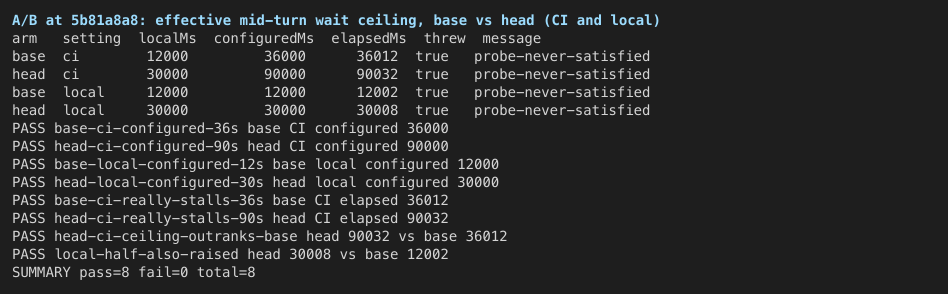 A/B at 5b81a8a8: effective mid-turn wait ceiling, base vs head (CI and local)
arm   setting  localMs  configuredMs  elapsedMs  threw  message
base  ci        12000         36000      36012  true   probe-never-satisfied
head  ci        30000         90000      90032  true   probe-never-satisfied
base  local     12000         12000      12002  true   probe-never-satisfied
head  local     30000         30000      30008  true   probe-never-satisfied
PASS base-ci-configured-36s base CI configured 36000
PASS head-ci-configured-90s head CI configured 90000
PASS base-local-configured-12s base local configured 12000
PASS head-local-configured-30s head local configured 30000
PASS base-ci-really-stalls-36s base CI elapsed 36012
PASS head-ci-really-stalls-90s head CI elapsed 90032
PASS head-ci-ceiling-outranks-base head 90032 vs base 36012
PASS local-half-also-raised head 30008 vs base 12002
SUMMARY pass=8 fail=0 total=8